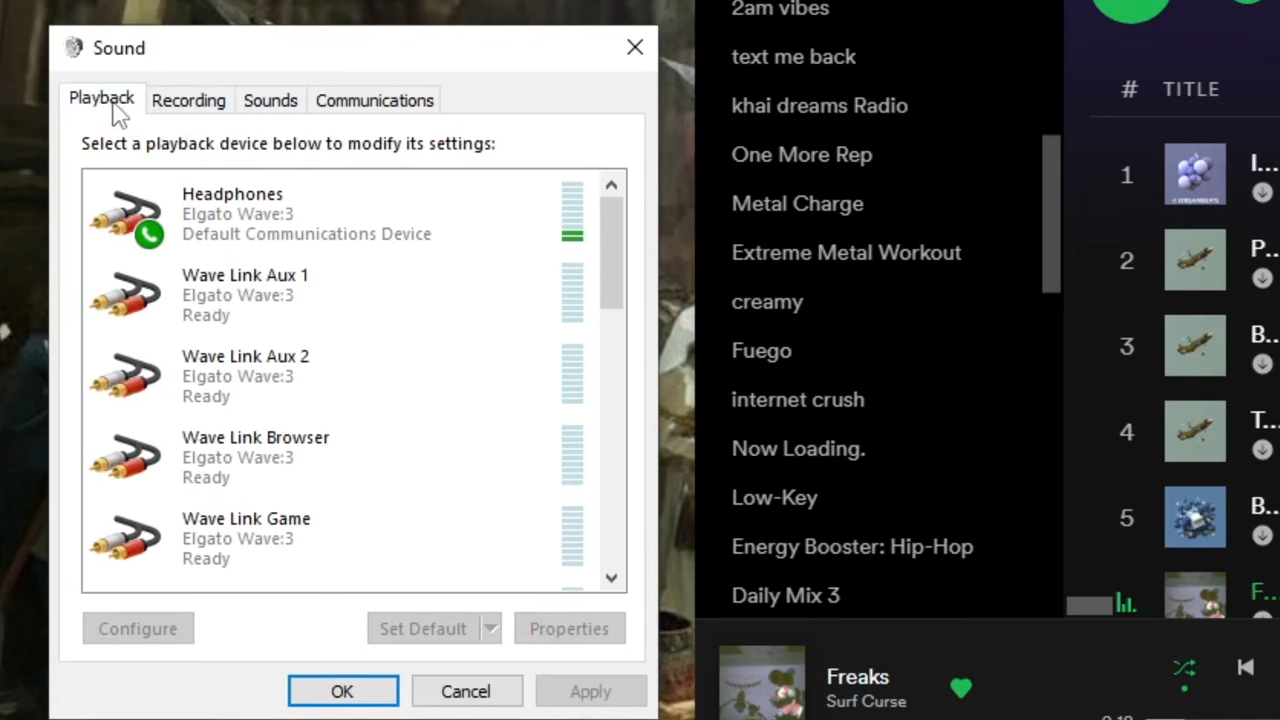 Sound
Playback
Recording
Sounds
Communications
Select a playback device below to modify its settings:
Headphones
Elgato Wave:3
Default Communications Device
Wave Link Aux 1
Elgato Wave:3
Ready
Wave Link Aux 2
Elgato Wave:3
Ready
Wave Link Browser
Elgato Wave:3
Ready
Wave Link Game
Elgato Wave:3
Ready
Configure
Set Default
Properties
OK
Cancel
Apply
2am vibes
text me back
khai dreams Radio
One More Rep
Metal Charge
Extreme Metal Workout
creamy
Fuego
internet crush
Now Loading.
Low-Key
Energy Booster: Hip-Hop
Daily Mix 3
# TITLE
1 I...
2 P...
3 B...
4 T...
5 B...
F...
Freaks
Surf Curse